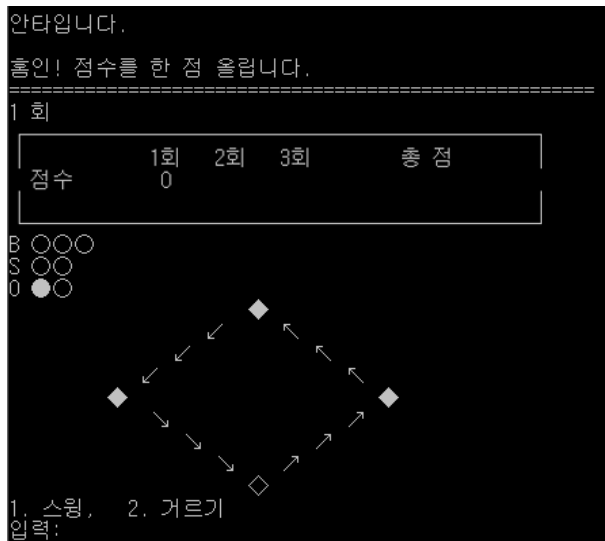 안타입니다.
홈인! 점수를 한 점 올립니다.
==================================================
1 회
1회 2회 3회 총 점
점수 0
B ○○○
S ○○
O ●○
1. 스윙, 2. 거르기
입력: